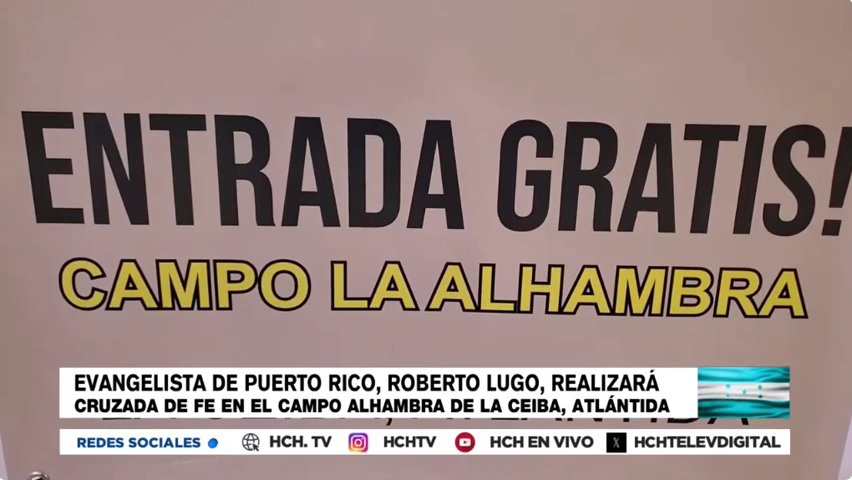 ENTRADA GRATIS!
CAMPO LA ALHAMBRA
EVANGELISTA DE PUERTO RICO, ROBERTO LUGO, REALIZARÁ
CRUZADA DE FE EN EL CAMPO ALHAMBRA DE LA CEIBA, ATLÁNTIDA
REDES SOCIALES HCH. TV HCHTV HCH EN VIVO X HCHTELEVDIGITAL